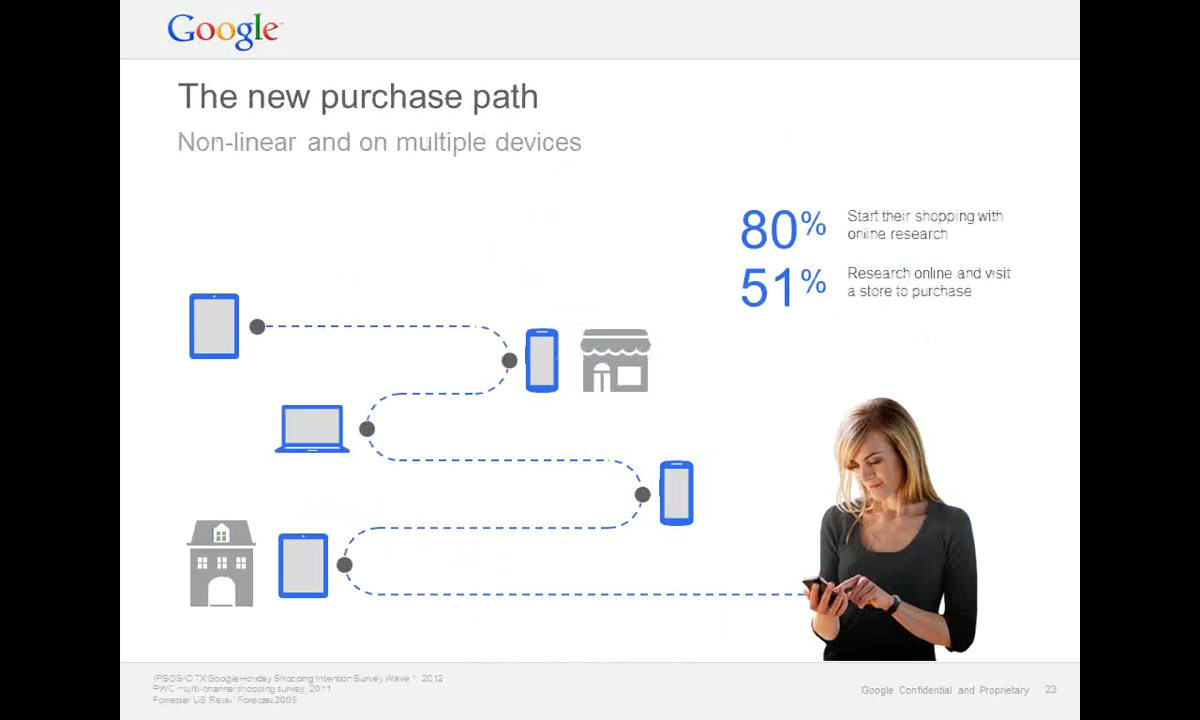 Google
The new purchase path
Non-linear and on multiple devices
80% Start their shopping with
online research
51% Research online and visit
a store to purchase
IPSOS/OTX Google Holiday Shopping Intention Survey Wave 1, 2012
PWC multi-channel shopping survey, 2011
Forrester US Retail Forecast 2009
Google Confidential and Proprietary 23